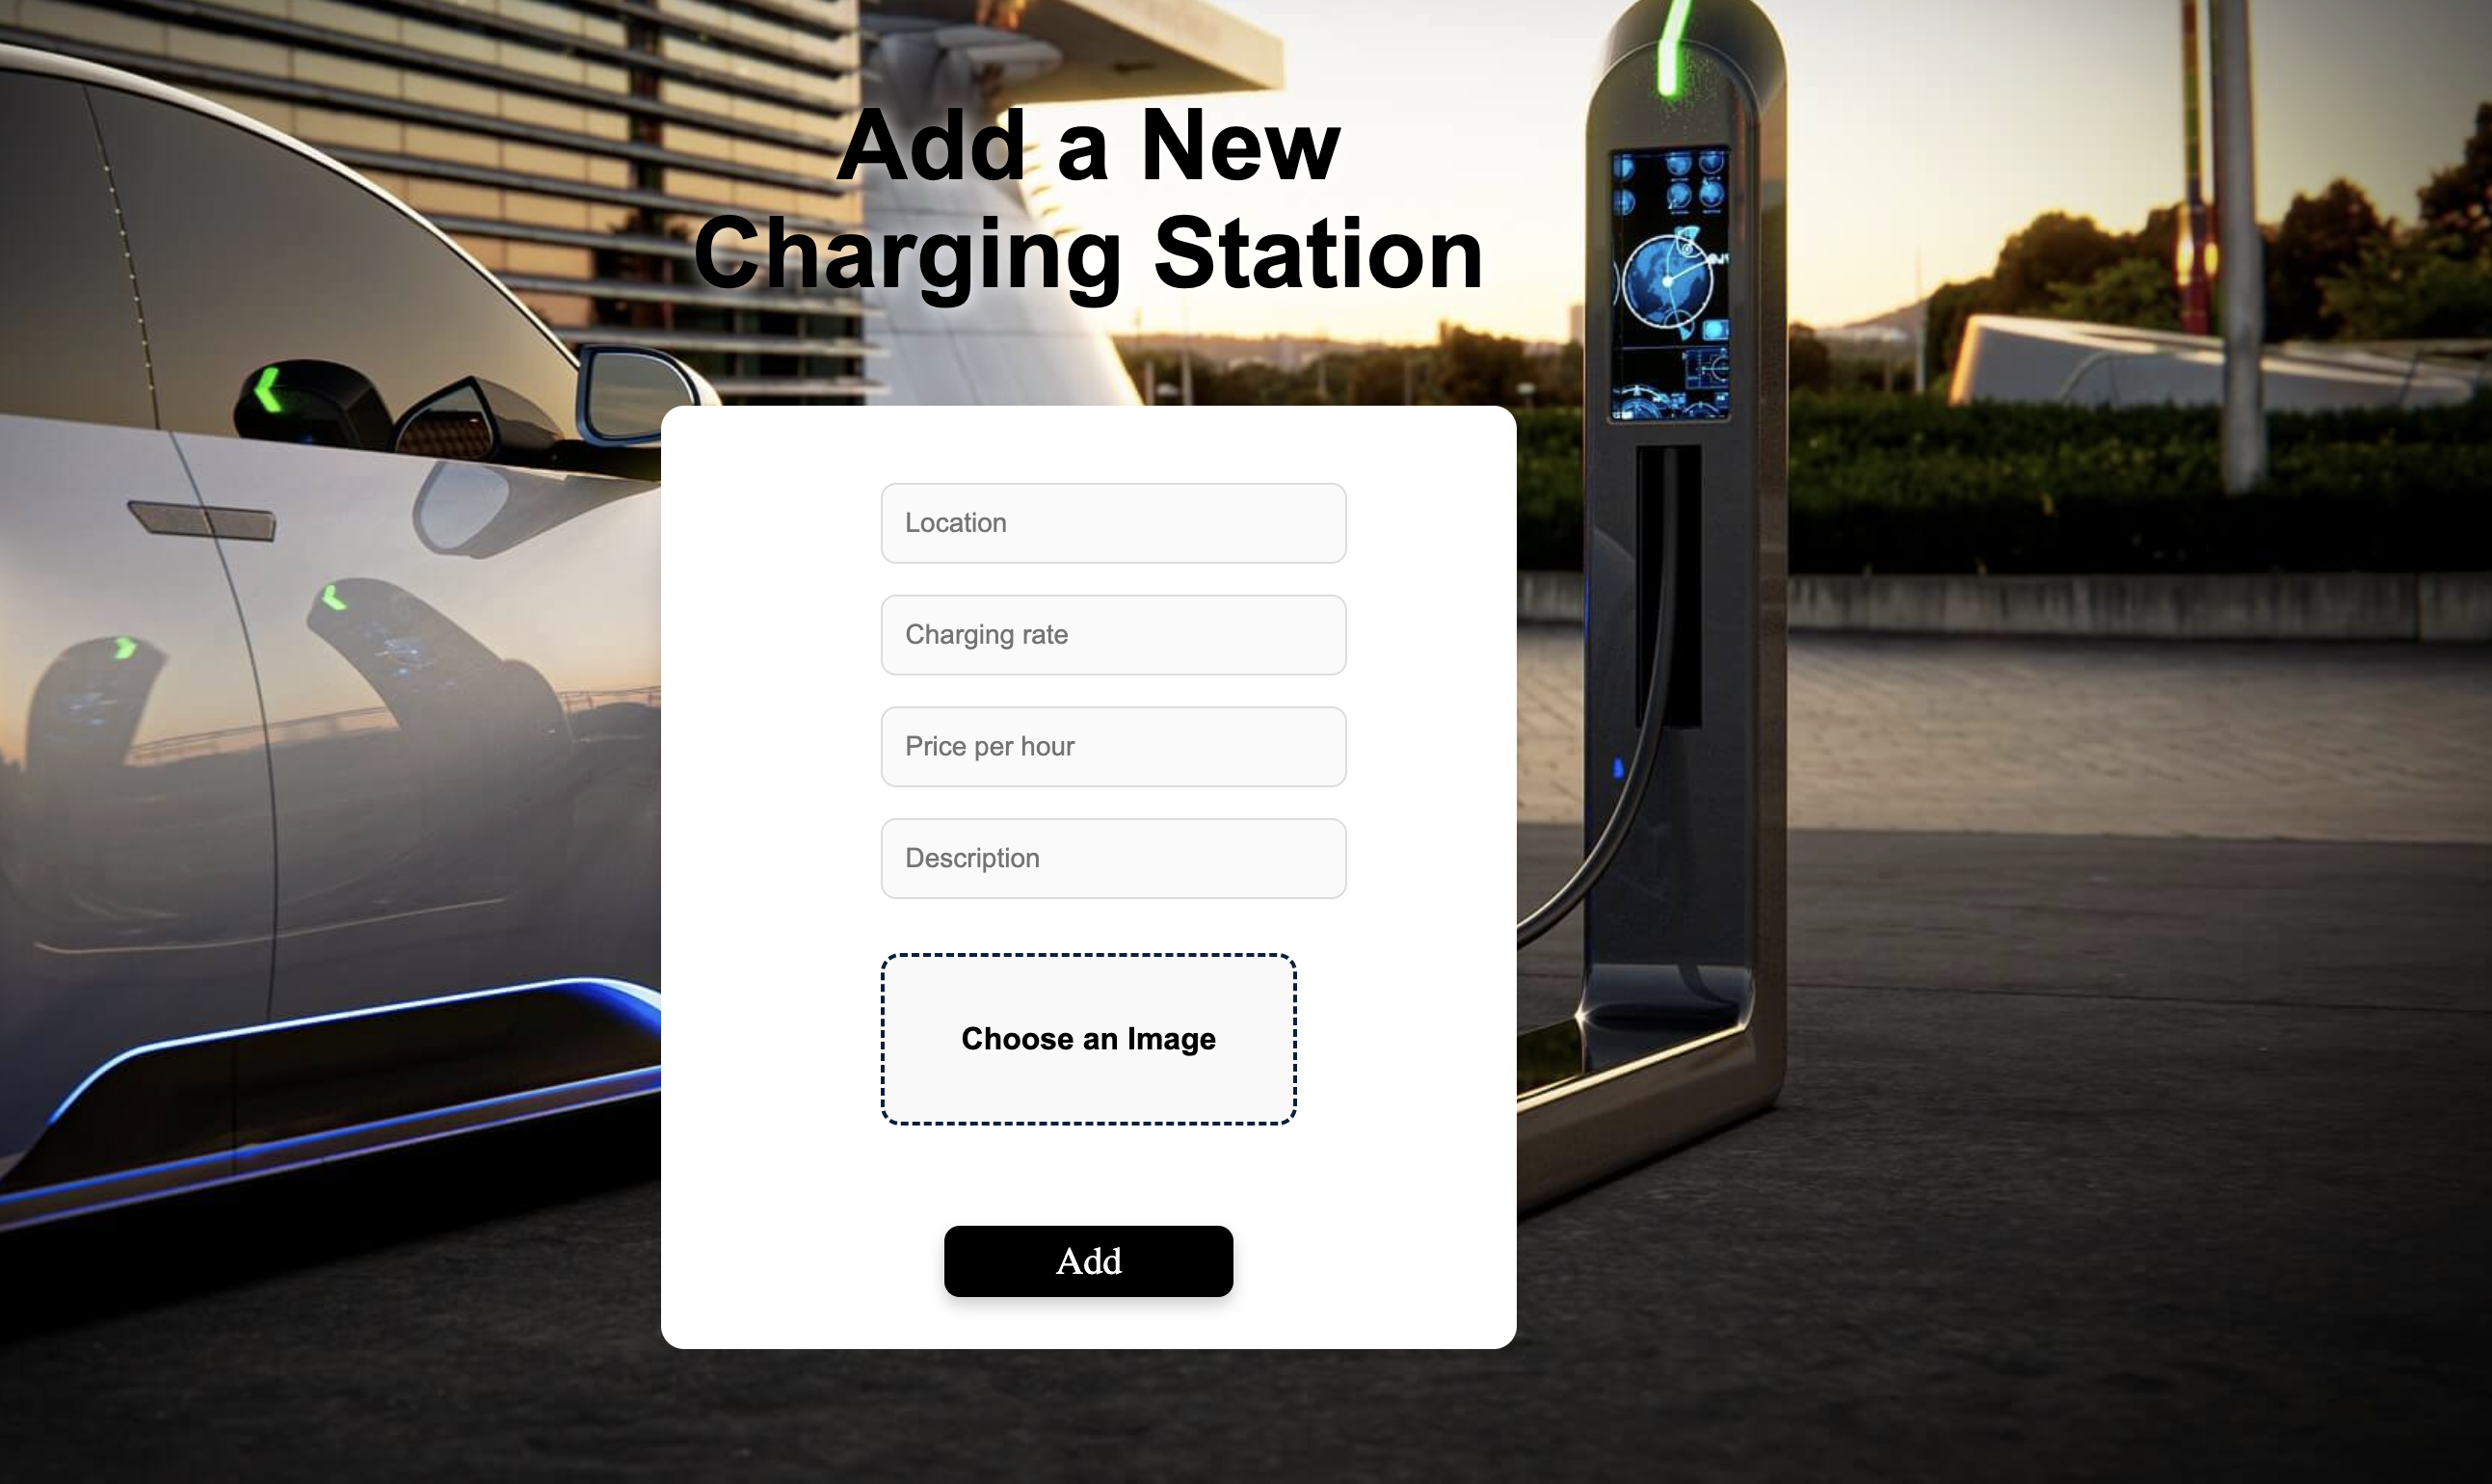 Add a New
Charging Station
Location
Charging rate
Price per hour
Description
Choose an Image
Add